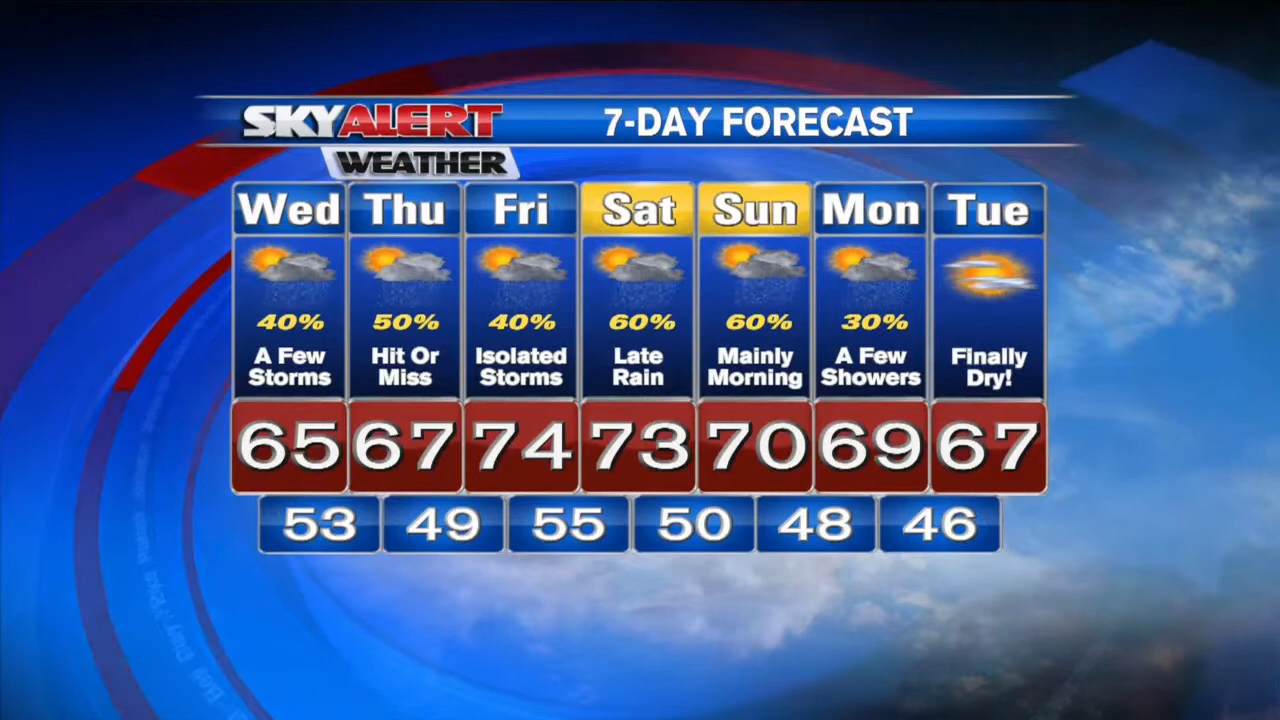 SKYALERT
WEATHER
7-DAY FORECAST
Wed Thu Fri Sat Sun Mon Tue
40% 50% 40% 60% 60% 30%
A Few Hit Or Isolated Late Mainly A Few Finally
Storms Miss Storms Rain Morning Showers Dry!
65 67 74 73 70 69 67
53 49 55 50 48 46